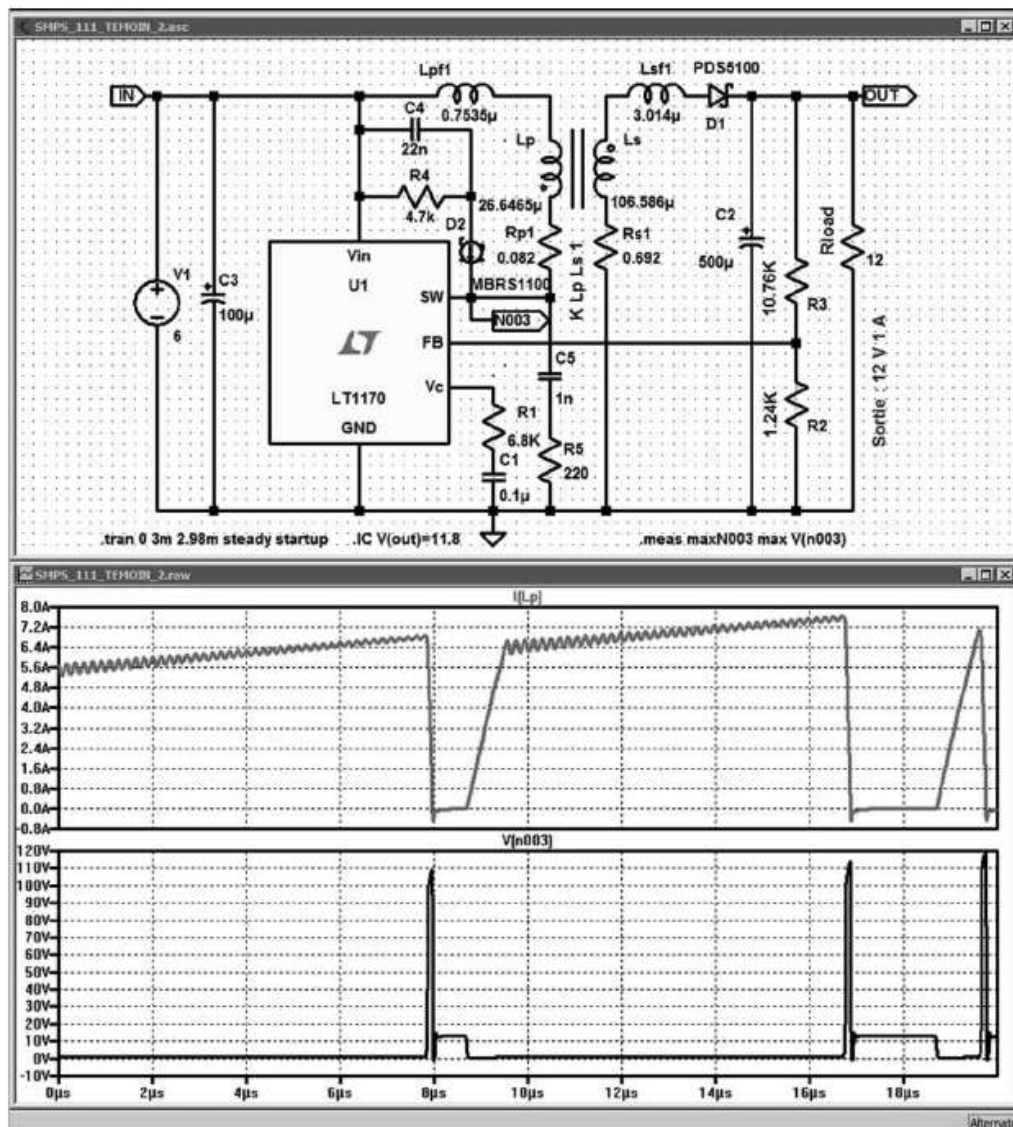 SMPS_111_TEMOIN_2.asc
Lpf1
0.7535µ
Lsf1
3.014µ
PDS5100
D1
IN
OUT
C4
22n
R4
4.7k
Lp
26.6465µ
Ls
106.586µ
D2
MBRS1100
Rp1
0.082
Rs1
0.692
K Lp Ls 1
C2
500µ
Rload
12
10.76K
R3
V1
6
C3
100µ
Vin
U1
SW
FB
LT1170
Vc
GND
N003
C5
1n
R1
6.8K
C1
0.1µ
R5
220
1.24K
R2
Sortie : 12 V 1 A
.tran 0 3m 2.98m steady startup
.IC V(out)=11.8
.meas maxN003 max V(n003)
SMPS_111_TEMOIN_2.raw
I(Lp)
8.0A
7.2A
6.4A
5.6A
4.8A
4.0A
3.2A
2.4A
1.6A
0.8A
0.0A
-0.8A
V(n003)
120V
110V
100V
90V
80V
70V
60V
50V
40V
30V
20V
10V
0V
-10V
0µs
2µs
4µs
6µs
8µs
10µs
12µs
14µs
16µs
18µs
Alternat